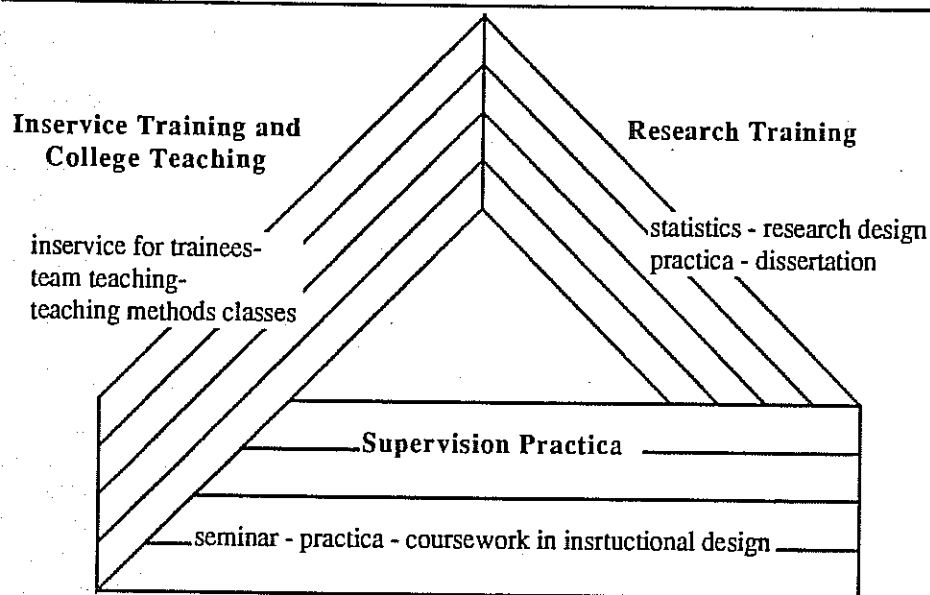 Inservice Training and
College Teaching
Research Training
inservice for trainees-
team teaching-
teaching methods classes
statistics - research design
practica - dissertation
Supervision Practica
seminar - practica - coursework in insrtuctional design